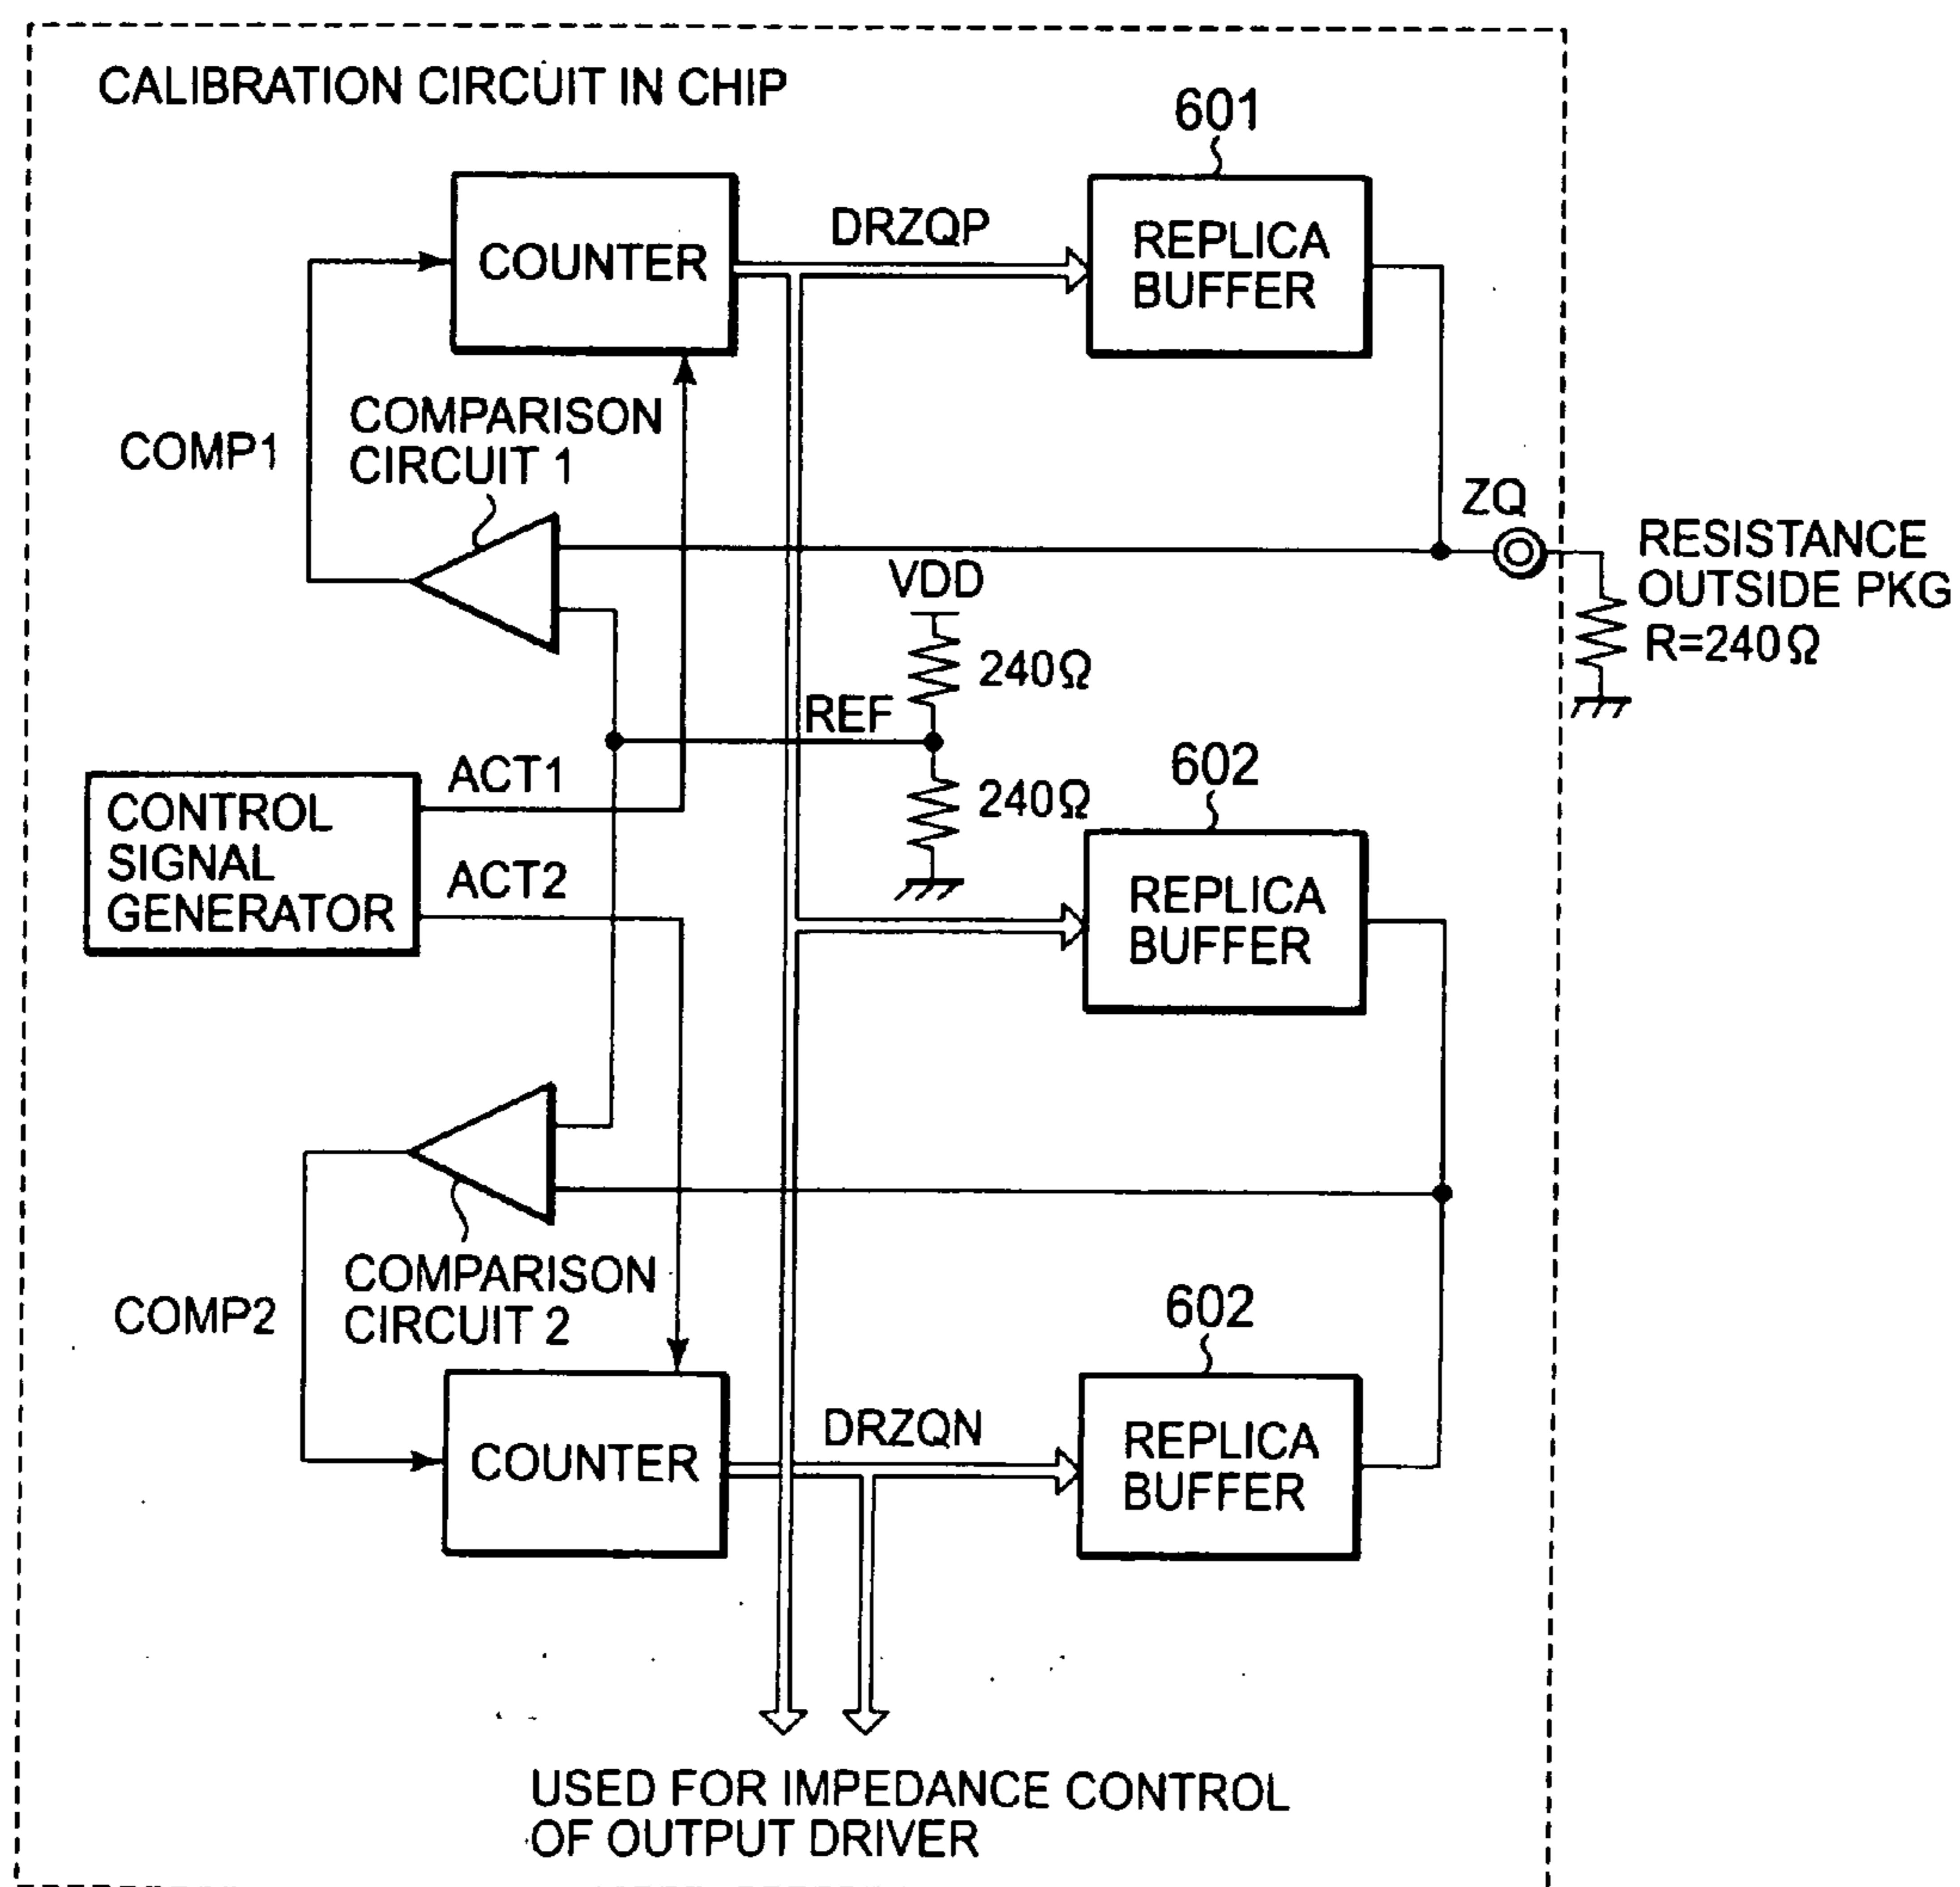 CALIBRATION CIRCUIT IN CHIP
601
COUNTER
DRZQP
REPLICA
BUFFER
COMPARISON
CIRCUIT 1
COMP1
ZQ
RESISTANCE
OUTSIDE PKG
R=240Ω
VDD
240Ω
REF
240Ω
602
ACT1
CONTROL
SIGNAL
GENERATOR
ACT2
REPLICA
BUFFER
COMPARISON
CIRCUIT 2
COMP2
602
COUNTER
DRZQN
REPLICA
BUFFER
USED FOR IMPEDANCE CONTROL
OF OUTPUT DRIVER